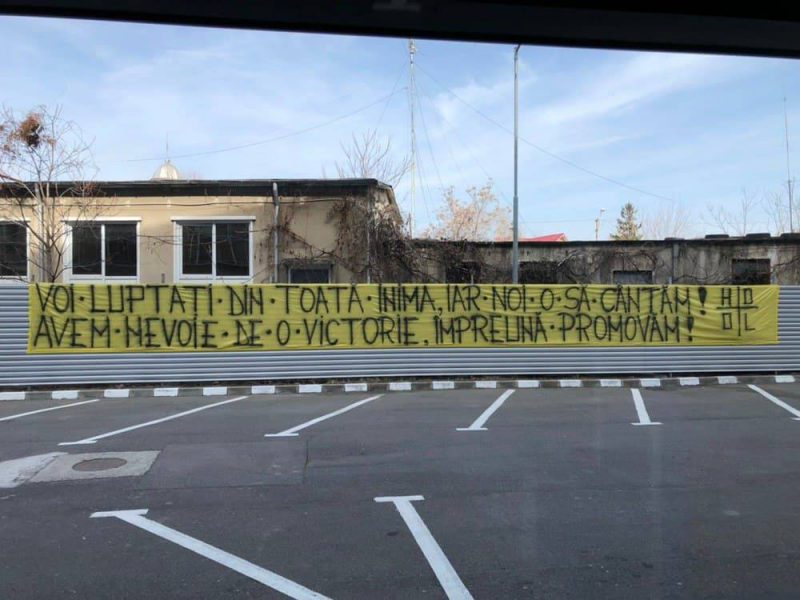 VOI·LUPTAȚI·DIN·TOATĂ·INIMA, IAR·NOI·O·SĂ·CÂNTĂM!
AVEM·NEVOIE·DE·O·VICTORIE, ÎMPREUNĂ·PROMOVĂM!
H O
O L